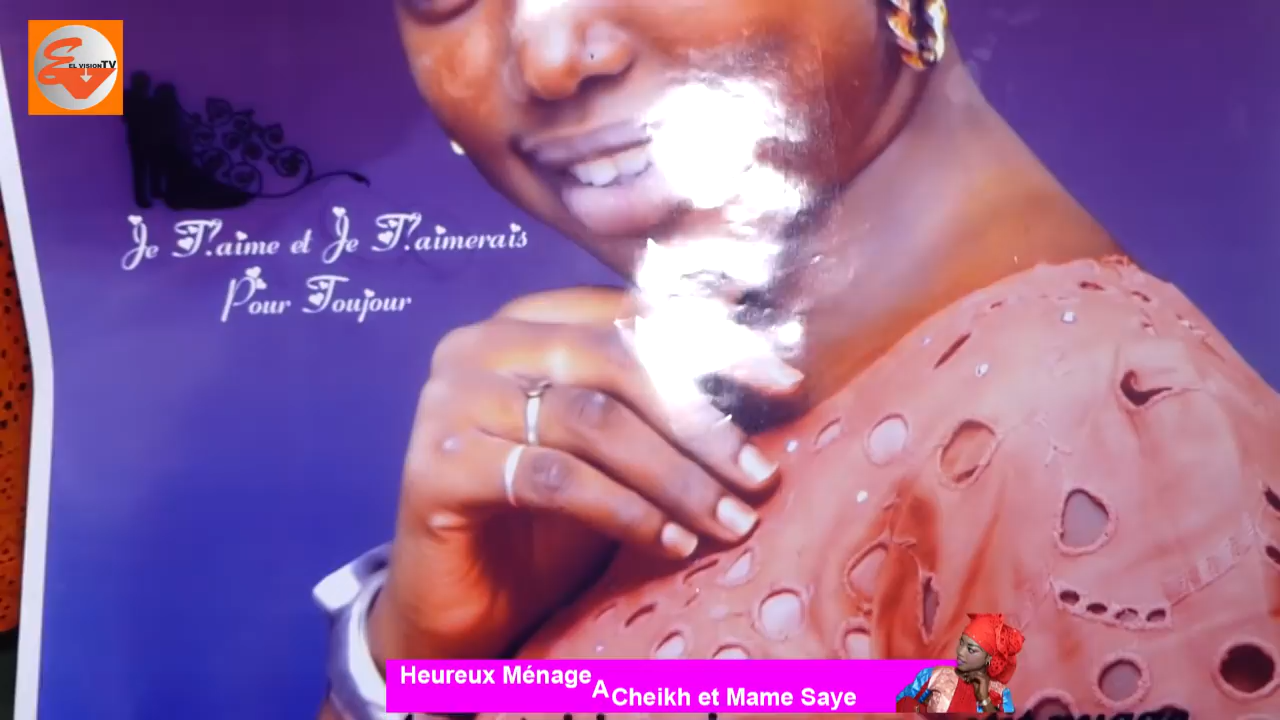 EL VISION TV
Je T'aime et Je T'aimerais
Pour Toujour
Heureux Ménage
A
Cheikh et Mame Saye